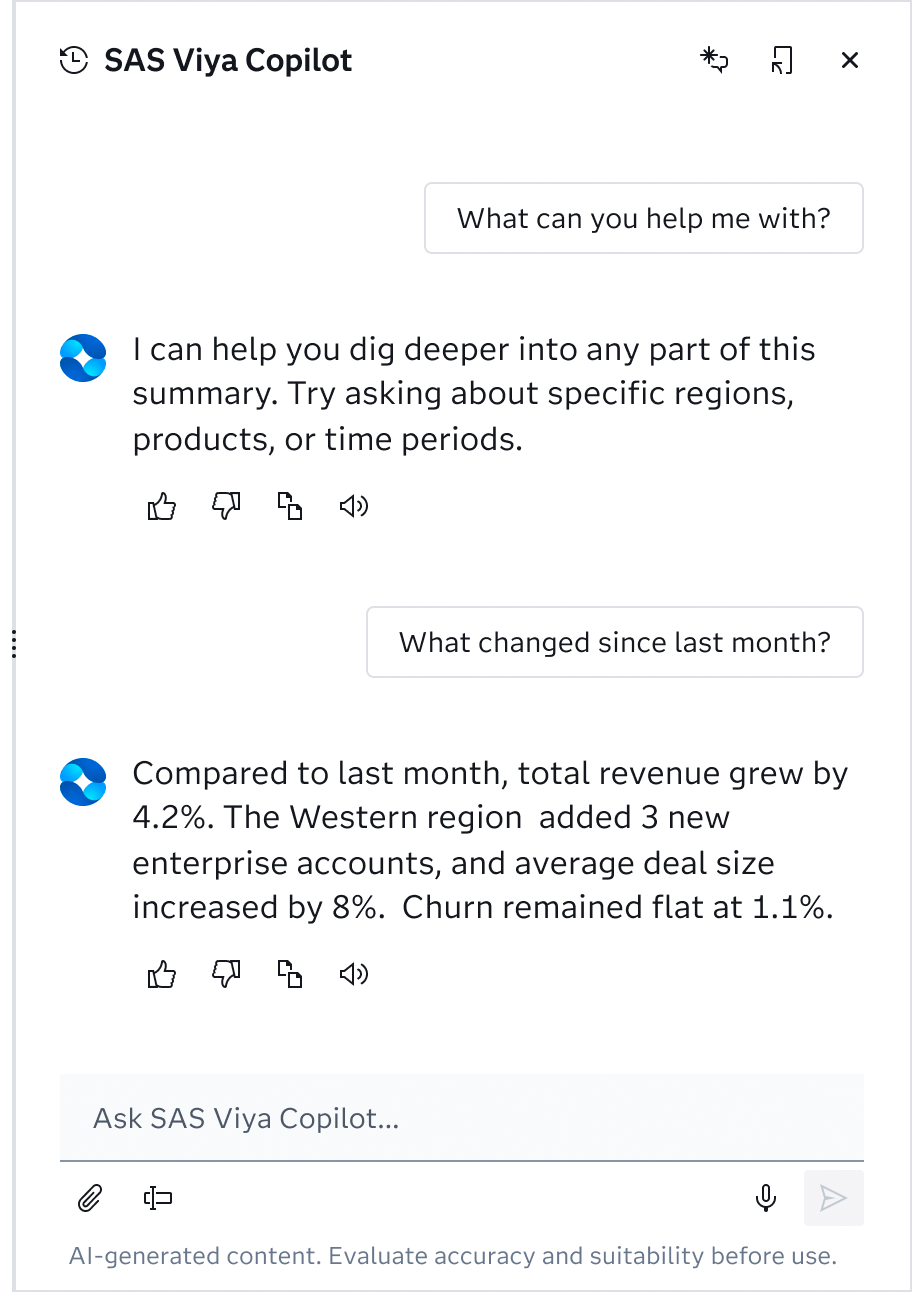 SAS Viya Copilot
What can you help me with?
I can help you dig deeper into any part of this
summary. Try asking about specific regions,
products, or time periods.
What changed since last month?
Compared to last month, total revenue grew by
4.2%. The Western region  added 3 new
enterprise accounts, and average deal size
increased by 8%.  Churn remained flat at 1.1%.
Ask SAS Viya Copilot...
AI-generated content. Evaluate accuracy and suitability before use.